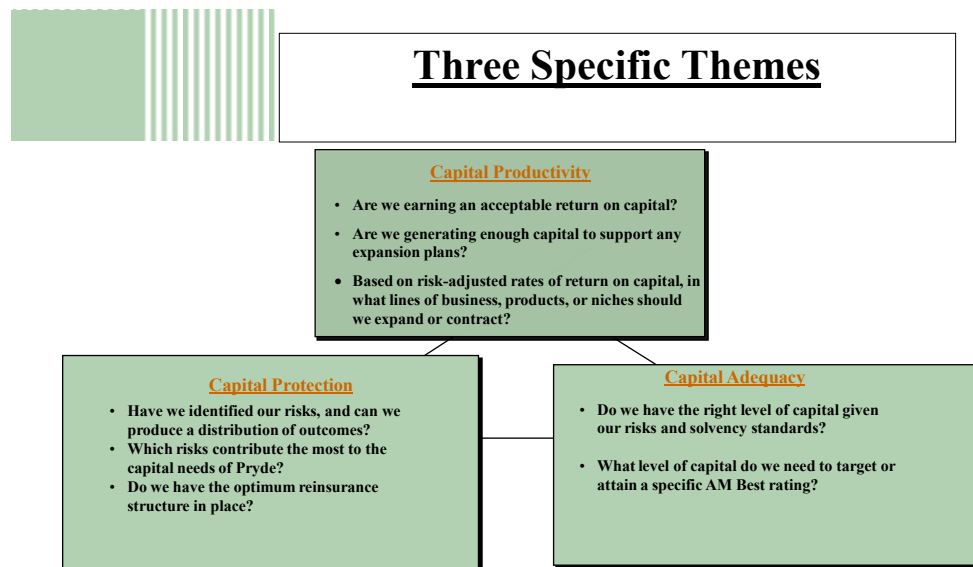 Three Specific Themes
Capital Productivity
• Are we earning an acceptable return on capital?
• Are we generating enough capital to support any
expansion plans?
• Based on risk-adjusted rates of return on capital, in
what lines of business, products, or niches should
we expand or contract?
Capital Protection
• Have we identified our risks, and can we
produce a distribution of outcomes?
• Which risks contribute the most to the
capital needs of Pryde?
• Do we have the optimum reinsurance
structure in place?
Capital Adequacy
• Do we have the right level of capital given
our risks and solvency standards?
• What level of capital do we need to target or
attain a specific AM Best rating?